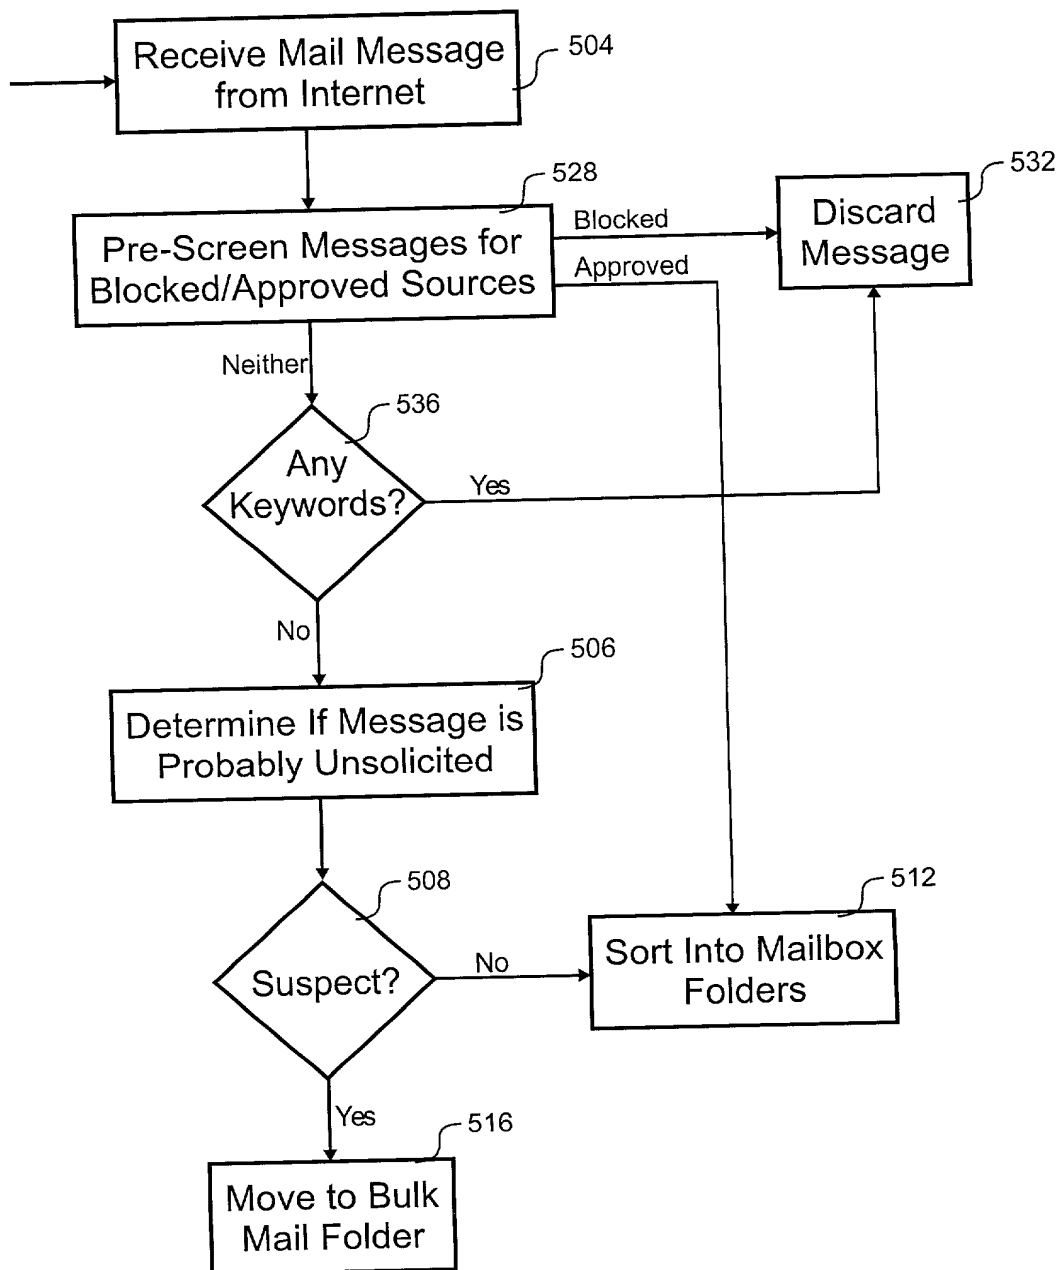 Receive Mail Message
from Internet
504
528
Pre-Screen Messages for
Blocked/Approved Sources
Blocked
Approved
532
Discard
Message
Neither
536
Any
Keywords?
Yes
No
506
Determine If Message is
Probably Unsolicited
508
Suspect?
No
512
Sort Into Mailbox
Folders
Yes
516
Move to Bulk
Mail Folder